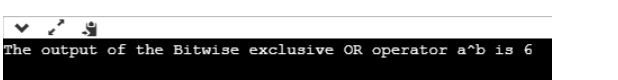 The output of the Bitwise exclusive OR operator a^b is 6